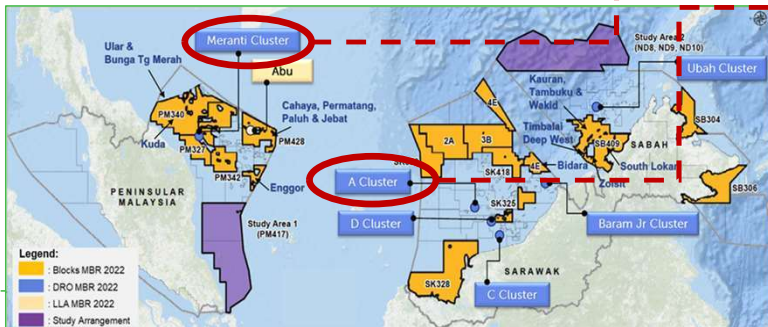 Meranti Cluster
Study Area 2
(ND8, ND9, ND10)
Ular &
Bunga Tg Merah
Abu
Kauran,
Tambuku &
Wakid
Ubah Cluster
4E
Cahaya, Permatang,
Paluh & Jebat
PM340
PM428
Kuda
PM327
PM342
Enggor
2A
3B
Timbalai
Deep West
SB409
SABAH
SB304
SK418
4E
Bidara
South Lokan
Zoisit
A Cluster
SB306
PENINSULAR
MALAYSIA
SK325
D Cluster
Baram Jr Cluster
Study Area 1
(PM417)
SK328
SARAWAK
C Cluster
Legend:
: Blocks MBR 2022
: DRO MBR 2022
: LLA MBR 2022
: Study Arrangement